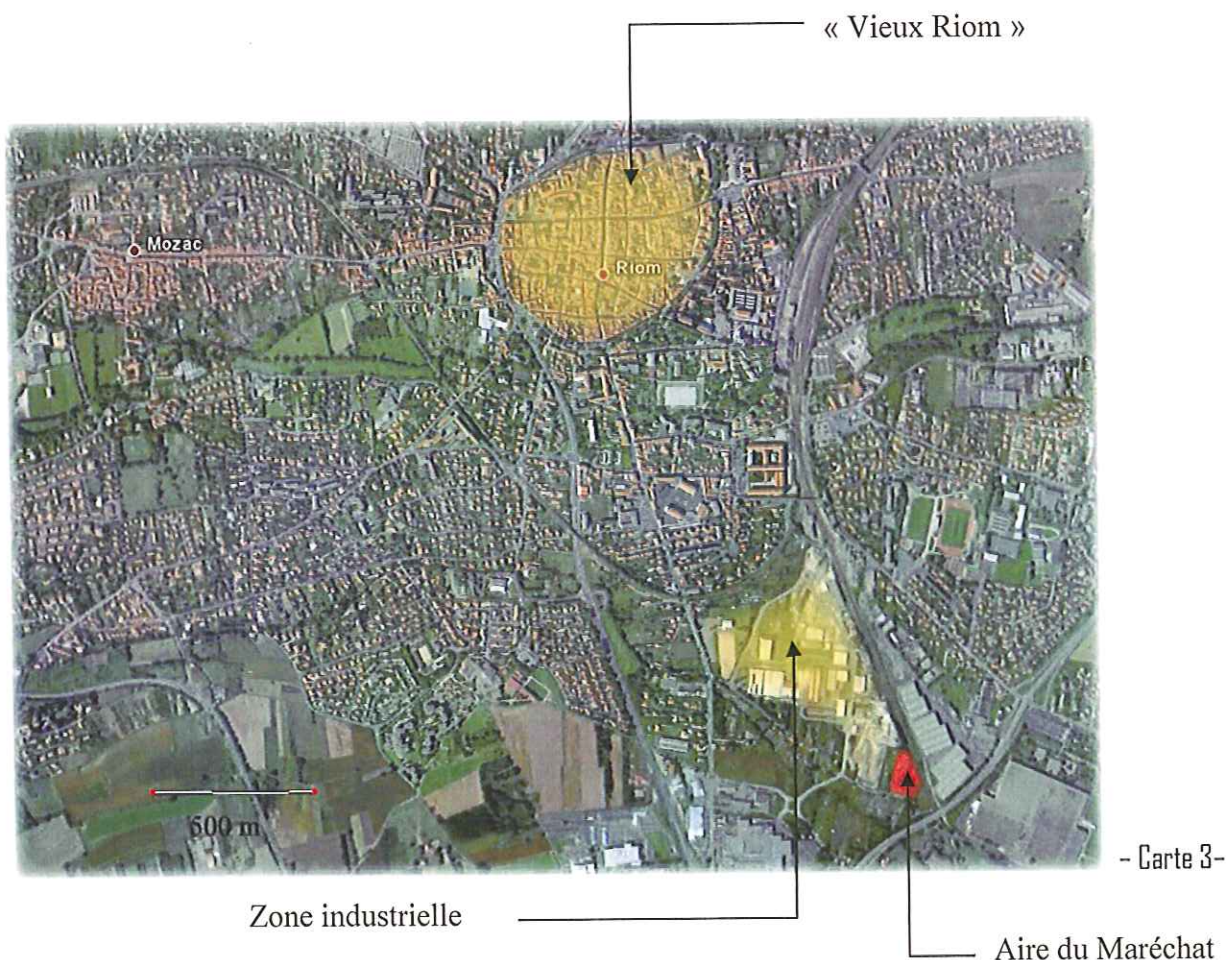 « Vieux Riom »
Mozac
Riom
500 m
- Carte 3-
Zone industrielle
Aire du Maréchat